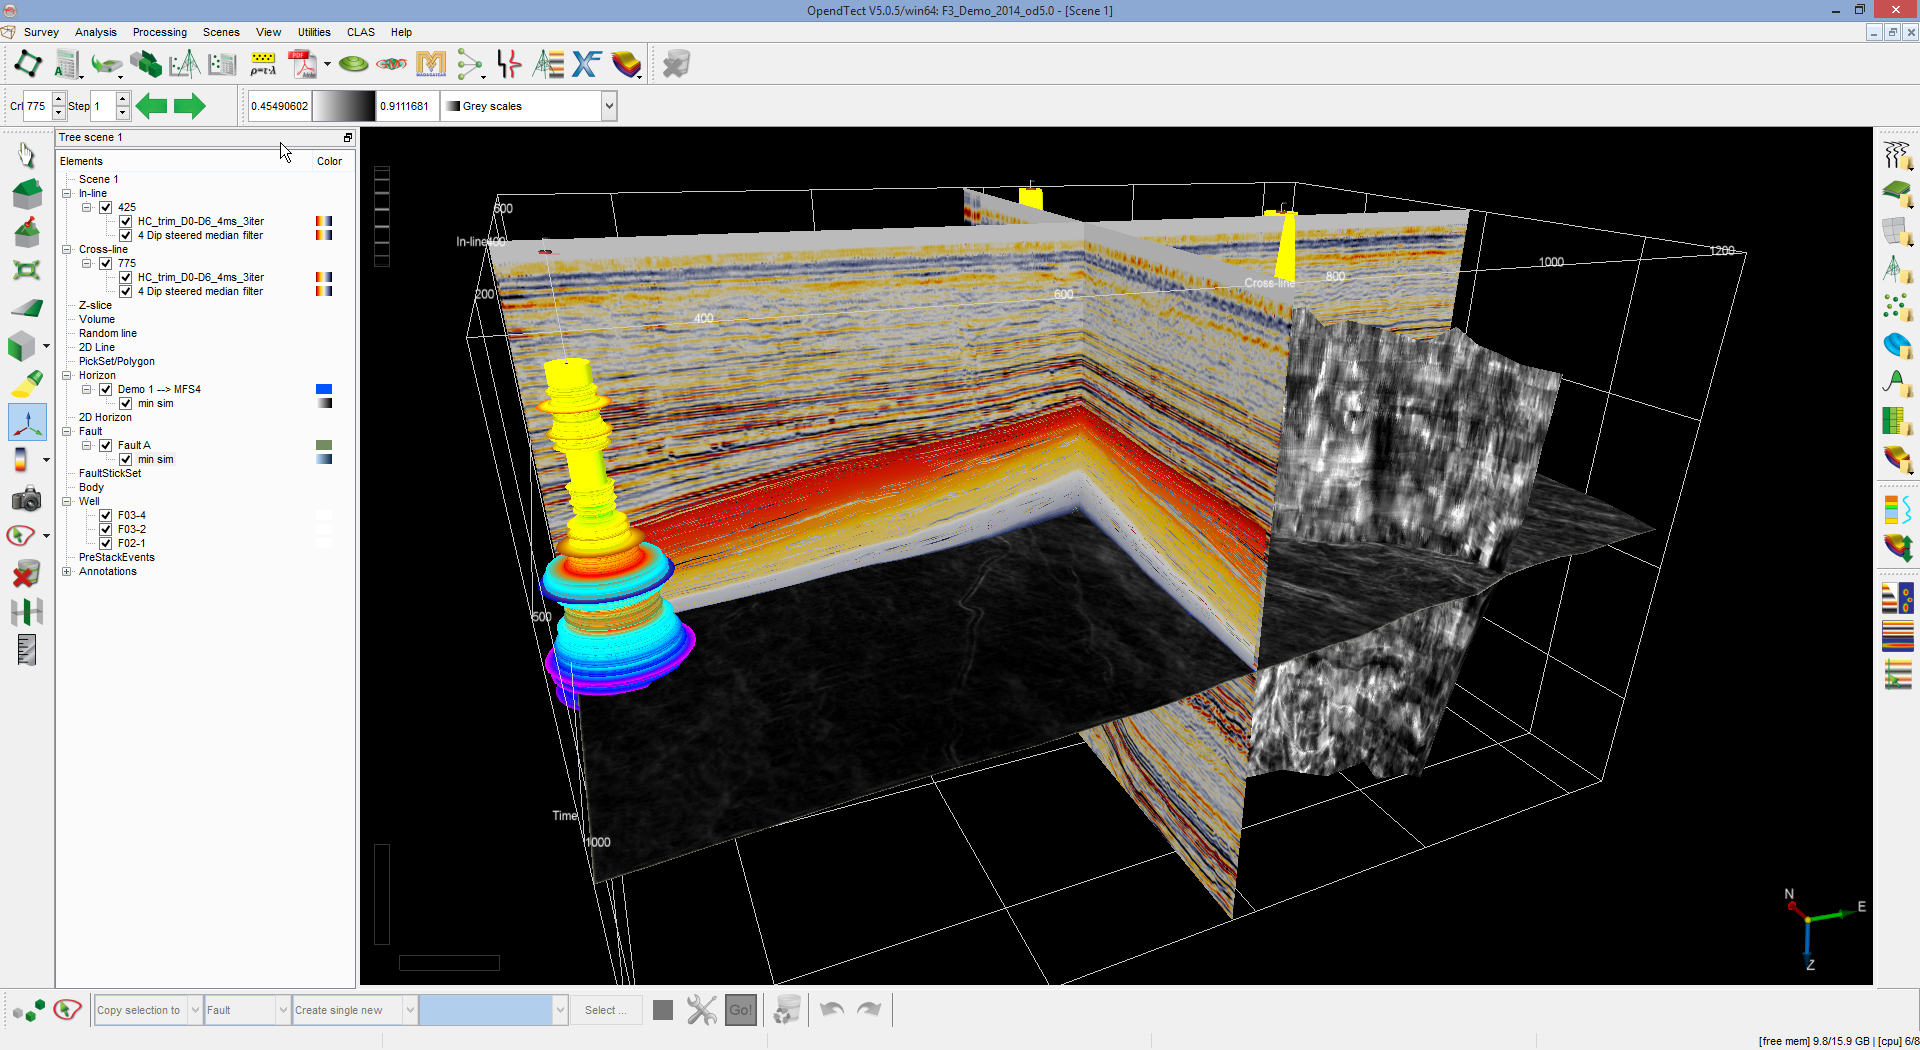 OpendTect V5.0.5/win64: F3_Demo_2014_od5.0 - [Scene 1]
Survey Analysis Processing Scenes View Utilities CLAS Help
PDF
Adobe
ρ=τ·λ
MADAGASCAR
XF
Crl 775 Step 1 0.45490602 0.9111681 Grey scales
Tree scene 1
Elements Color
Scene 1
In-line
425
HC_trim_D0-D6_4ms_3iter
4 Dip steered median filter
Cross-line
775
HC_trim_D0-D6_4ms_3iter
4 Dip steered median filter
Z-slice
Volume
Random line
2D Line
PickSet/Polygon
Horizon
Demo 1 --> MFS4
min sim
2D Horizon
Fault
Fault A
min sim
FaultStickSet
Body
Well
F03-4
F03-2
F02-1
PreStackEvents
Annotations
600
In-line 400
200
400
600
Cross-line
800
1000
1200
500
Time
1000
N
E
Z
Copy selection to Fault Create single new Select ... Go!
[free mem] 9.8/15.9 GB | [cpu] 6/8